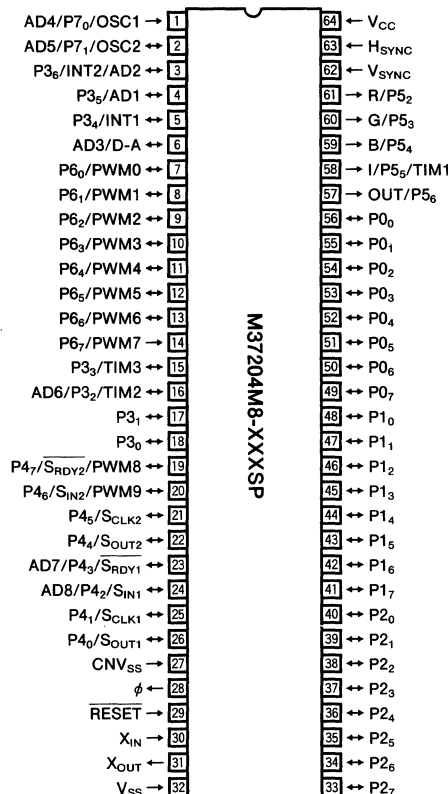 AD4/P7₀/OSC1 → 1
AD5/P7₁/OSC2 → 2
P3₆/INT2/AD2 ↔ 3
P3₅/AD1 ↔ 4
P3₄/INT1 ↔ 5
AD3/D-A ↔ 6
P6₀/PWM0 ↔ 7
P6₁/PWM1 ↔ 8
P6₂/PWM2 ↔ 9
P6₃/PWM3 ↔ 10
P6₄/PWM4 ↔ 11
P6₅/PWM5 ↔ 12
P6₆/PWM6 ↔ 13
P6₇/PWM7 → 14
P3₃/TIM3 ↔ 15
AD6/P3₂/TIM2 ↔ 16
P3₁ ↔ 17
P3₀ ↔ 18
P4₇/S̅R̅D̅Y̅2̅/PWM8 ↔ 19
P4₆/SIN2/PWM9 ↔ 20
P4₅/SCLK2 ↔ 21
P4₄/SOUT2 ↔ 22
AD7/P4₃/S̅R̅D̅Y̅1̅ ↔ 23
AD8/P4₂/SIN1 ↔ 24
P4₁/SCLK1 ↔ 25
P4₀/SOUT1 ↔ 26
CNVSS → 27
ϕ ← 28
R̅E̅S̅E̅T̅ → 29
XIN → 30
XOUT ← 31
VSS → 32
M37204M8-XXXSP
64 ← VCC
63 ← HSYNC
62 ← VSYNC
61 → R/P5₂
60 → G/P5₃
59 → B/P5₄
58 → I/P5₅/TIM1
57 → OUT/P5₆
56 ↔ P0₀
55 ↔ P0₁
54 ↔ P0₂
53 ↔ P0₃
52 ↔ P0₄
51 ↔ P0₅
50 ↔ P0₆
49 ↔ P0₇
48 ↔ P1₀
47 ↔ P1₁
46 ↔ P1₂
45 ↔ P1₃
44 ↔ P1₄
43 ↔ P1₅
42 ↔ P1₆
41 ↔ P1₇
40 ↔ P2₀
39 ↔ P2₁
38 ↔ P2₂
37 ↔ P2₃
36 ↔ P2₄
35 ↔ P2₅
34 ↔ P2₆
33 ↔ P2₇